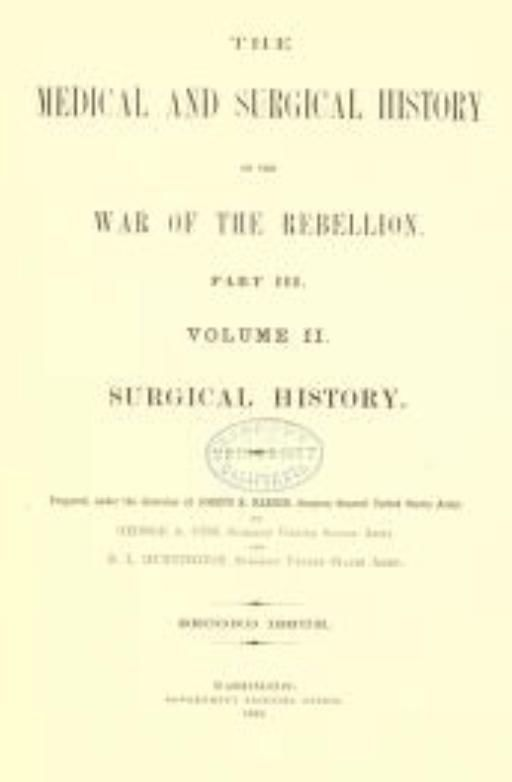 THE
MEDICAL AND SURGICAL HISTORY
OF THE
WAR OF THE REBELLION.
PART III.
VOLUME II.
SURGICAL HISTORY.
Prepared, under the direction of JOSEPH K. BARNES, Surgeon General United States Army,
BY
GEORGE A. OTIS, Surgeon United States Army,
AND
D. L. HUNTINGTON, Surgeon United States Army.
SECOND ISSUE.
WASHINGTON:
GOVERNMENT PRINTING OFFICE.